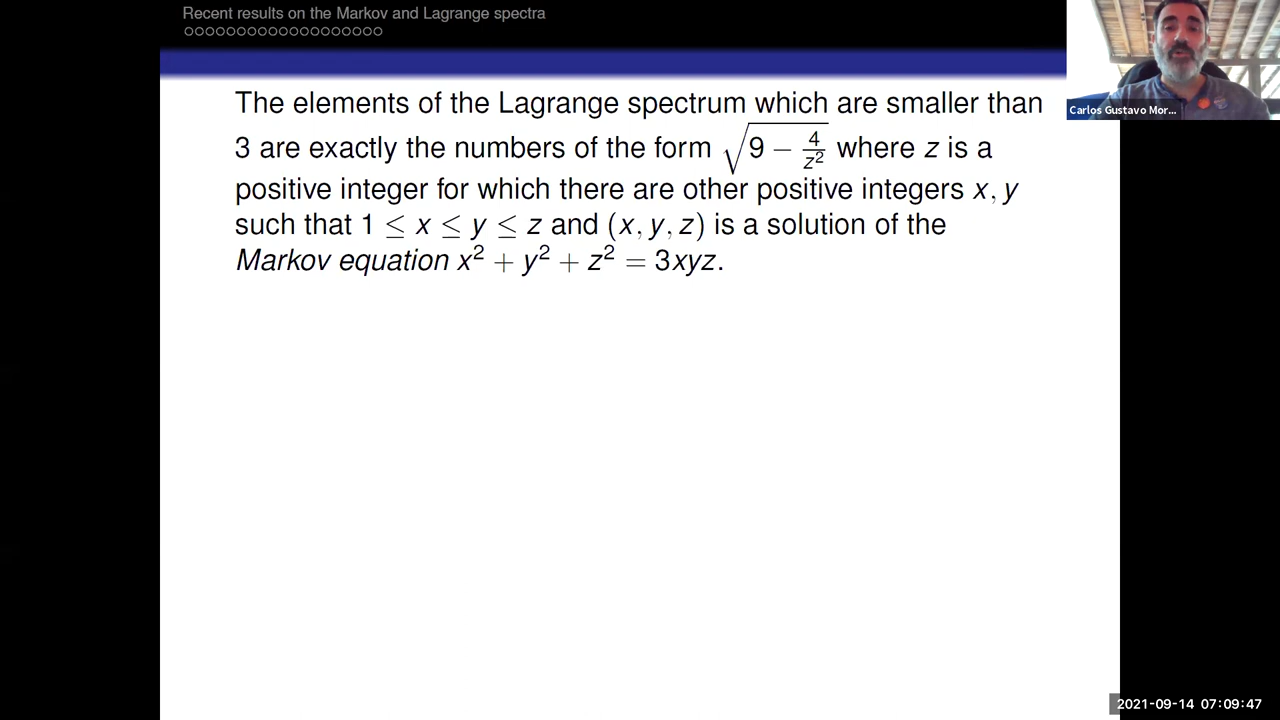 Recent results on the Markov and Lagrange spectra
The elements of the Lagrange spectrum which are smaller than
3 are exactly the numbers of the form √(9 − 4/z²) where z is a
positive integer for which there are other positive integers x, y
such that 1 ≤ x ≤ y ≤ z and (x, y, z) is a solution of the
Markov equation x² + y² + z² = 3xyz.
Carlos Gustavo Mor...
2021-09-14 07:09:47